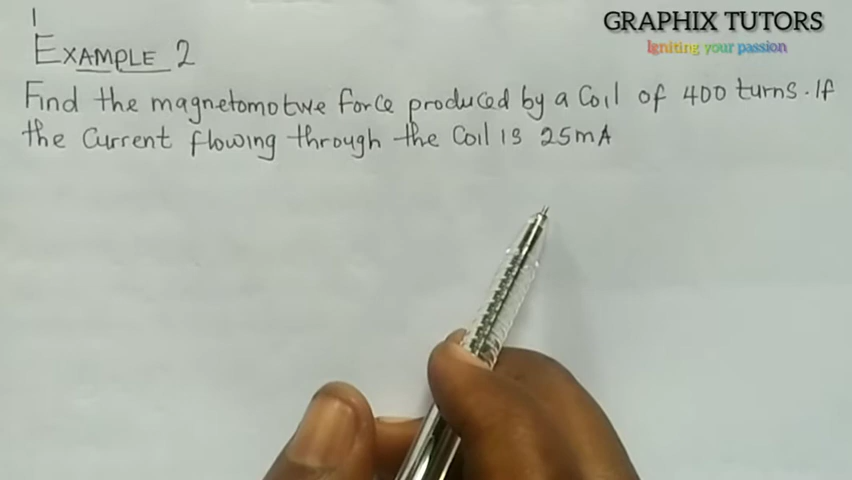 GRAPHIX TUTORS
Igniting your passion
EXAMPLE 2
Find the magnetomotive force produced by a coil of 400 turns. If
the current flowing through the coil is 25mA